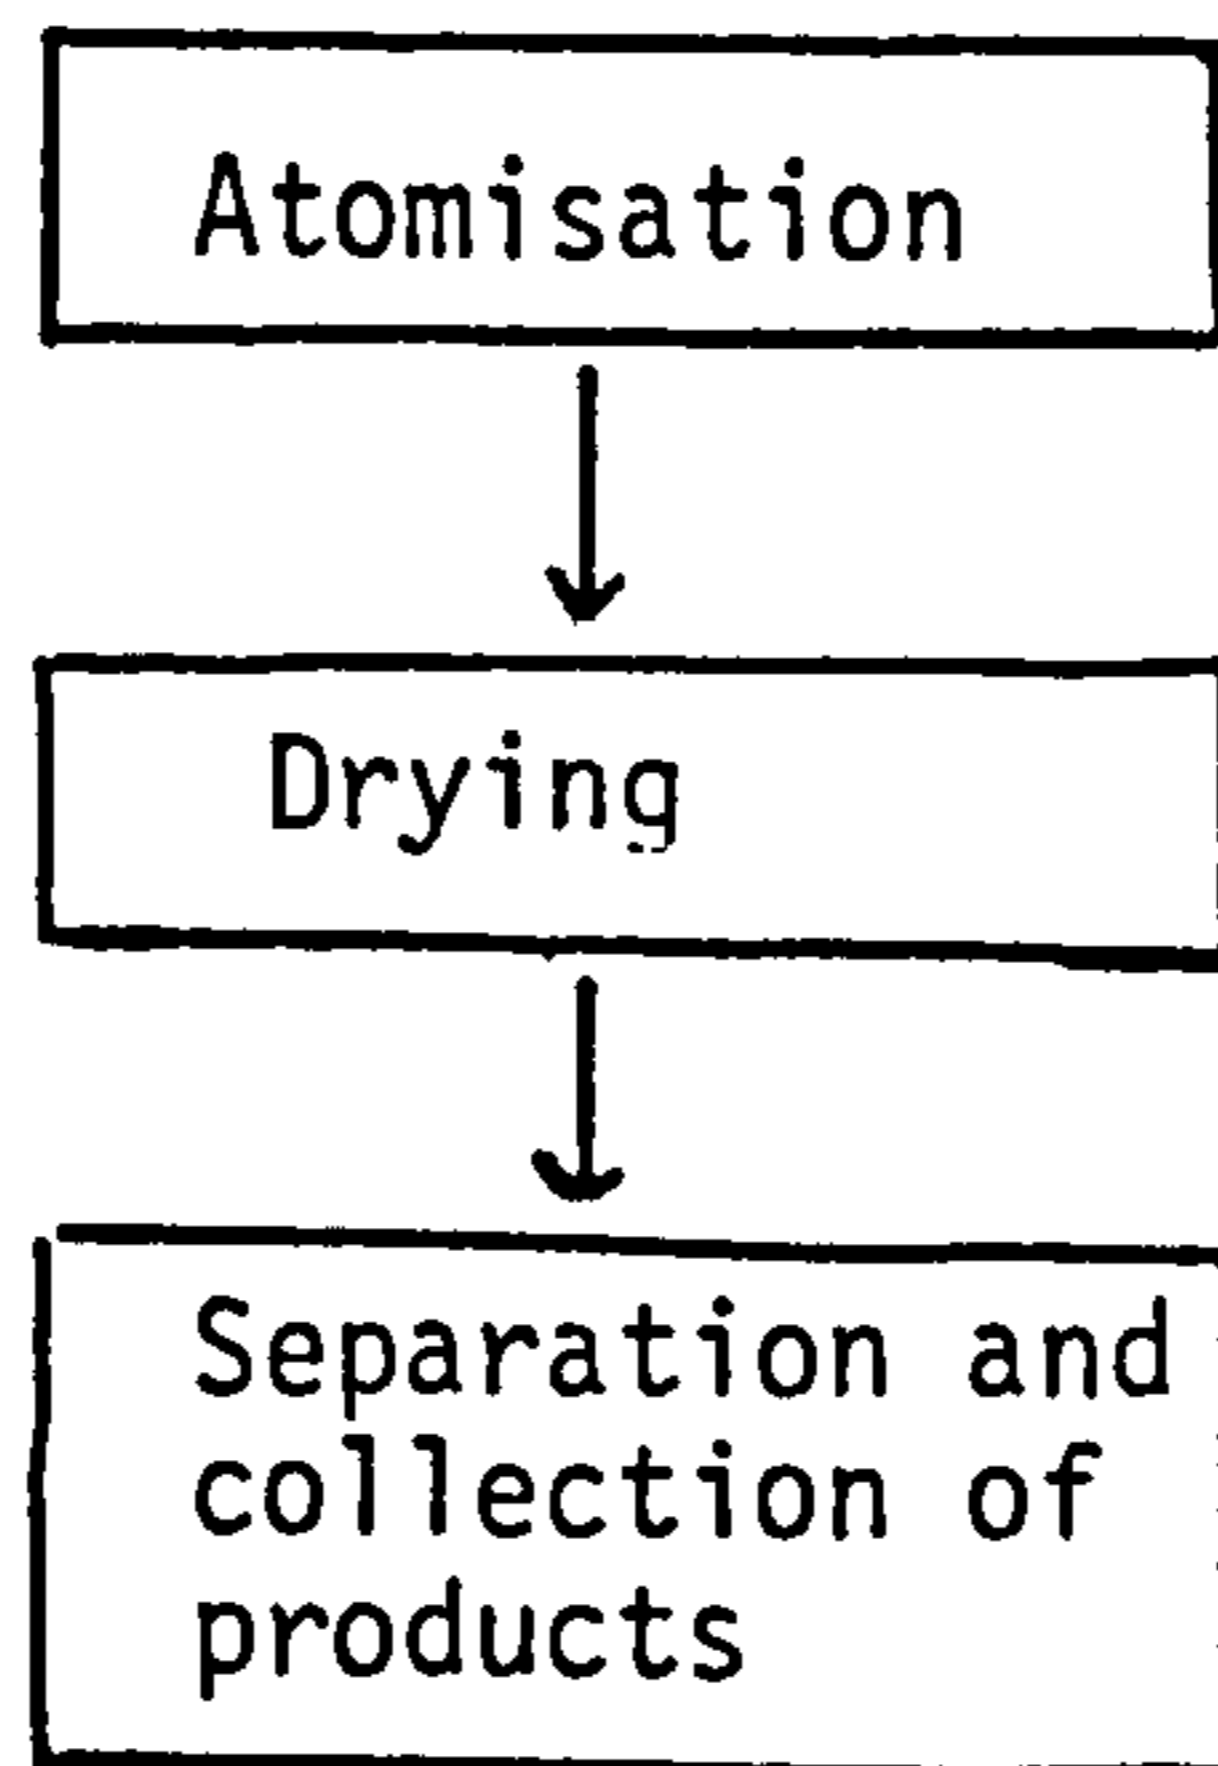 Atomisation
Drying
Separation and
collection of
products